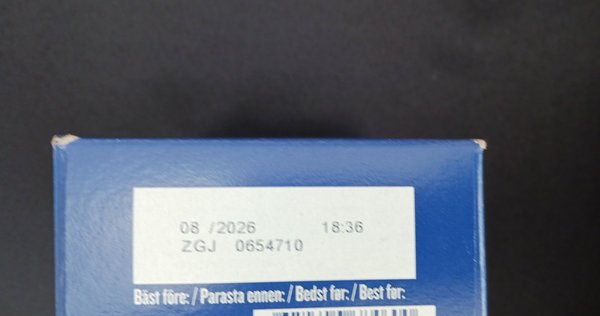 08 /2026 18:36
ZGJ 0654710
Bäst före: / Parasta ennen: / Bedst før: / Best før: